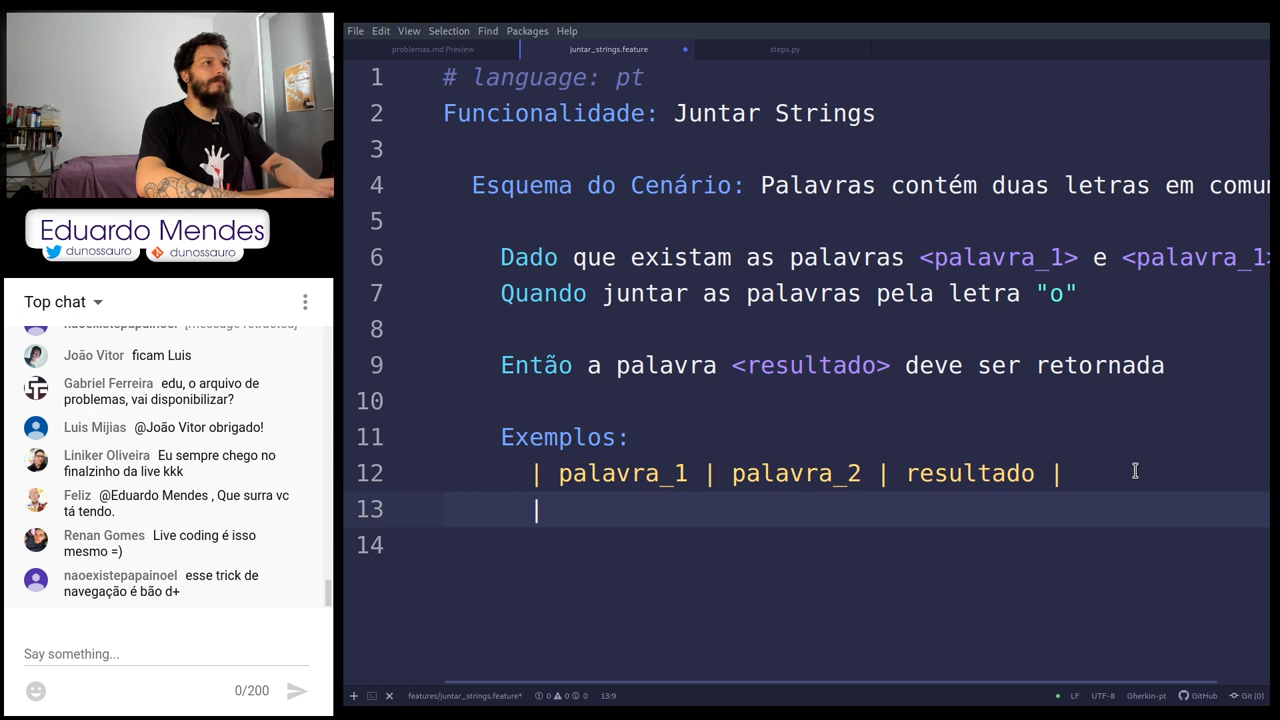 File Edit View Selection Find Packages Help
problemas.md Preview
juntar_strings.feature
steps.py
1 # language: pt
2 Funcionalidade: Juntar Strings
3
4 Esquema do Cenário: Palavras contém duas letras em comu
5
6 Dado que existam as palavras <palavra_1> e <palavra_1>
7 Quando juntar as palavras pela letra "o"
8
9 Então a palavra <resultado> deve ser retornada
10
11 Exemplos:
12 | palavra_1 | palavra_2 | resultado |
13 |
14
features/juntar_strings.feature* 0 0 0 13:9 LF UTF-8 Gherkin-pt GitHub Git (0)
Eduardo Mendes
dunossauro dunossauro
Top chat
naoexistepapainoel [message retracted]
João Vitor ficam Luis
Gabriel Ferreira edu, o arquivo de
problemas, vai disponibilizar?
Luis Mijias @João Vitor obrigado!
Liniker Oliveira Eu sempre chego no
finalzinho da live kkk
Feliz @Eduardo Mendes , Que surra vc
tá tendo.
Renan Gomes Live coding é isso
mesmo =)
naoexistepapainoel esse trick de
navegação é bão d+
Say something...
0/200